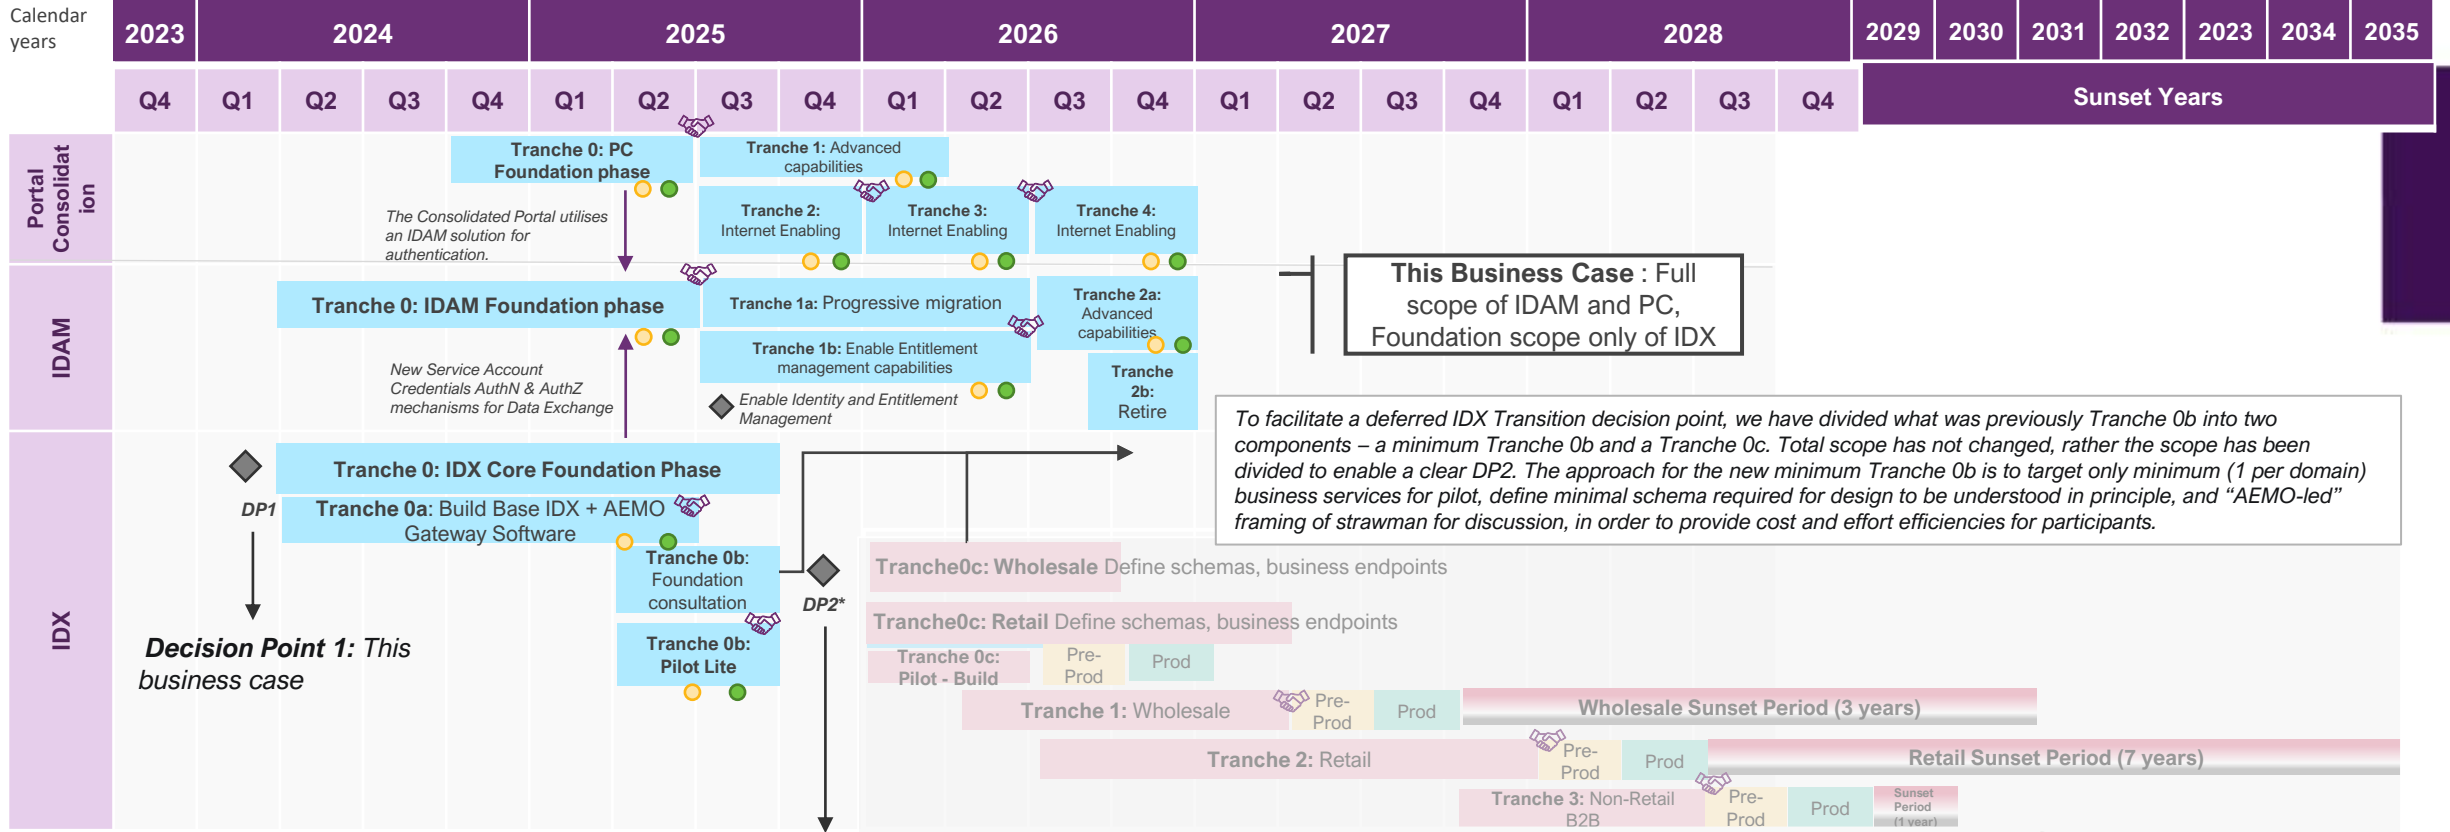 Calendar
years
2023
2024
2025
2026
2027
2028
2029
2030
2031
2032
2023
2034
2035
Q4
Q1
Q2
Q3
Q4
Q1
Q2
Q3
Q4
Q1
Q2
Q3
Q4
Q1
Q2
Q3
Q4
Q1
Q2
Q3
Q4
Sunset Years
Portal
Consolidat
ion
Tranche 0: PC
Foundation phase
Tranche 1: Advanced
capabilities
Tranche 2:
Internet Enabling
Tranche 3:
Internet Enabling
Tranche 4:
Internet Enabling
The Consolidated Portal utilises
an IDAM solution for
authentication.
IDAM
Tranche 0: IDAM Foundation phase
Tranche 1a: Progressive migration
Tranche 1b: Enable Entitlement
management capabilities
Tranche 2a:
Advanced
capabilities
Tranche
2b:
Retire
New Service Account
Credentials AuthN & AuthZ
mechanisms for Data Exchange
Enable Identity and Entitlement
Management
This Business Case : Full
scope of IDAM and PC,
Foundation scope only of IDX
To facilitate a deferred IDX Transition decision point, we have divided what was previously Tranche 0b into two
components – a minimum Tranche 0b and a Tranche 0c. Total scope has not changed, rather the scope has been
divided to enable a clear DP2. The approach for the new minimum Tranche 0b is to target only minimum (1 per domain)
business services for pilot, define minimal schema required for design to be understood in principle, and “AEMO-led”
framing of strawman for discussion, in order to provide cost and effort efficiencies for participants.
IDX
DP1
Decision Point 1: This
business case
Tranche 0: IDX Core Foundation Phase
Tranche 0a: Build Base IDX + AEMO
Gateway Software
Tranche 0b:
Foundation
consultation
Tranche 0b:
Pilot Lite
DP2*
Tranche0c: Wholesale Define schemas, business endpoints
Tranche0c: Retail Define schemas, business endpoints
Tranche 0c:
Pilot - Build
Pre-
Prod
Prod
Tranche 1: Wholesale
Pre-
Prod
Prod
Wholesale Sunset Period (3 years)
Tranche 2: Retail
Pre-
Prod
Prod
Retail Sunset Period (7 years)
Tranche 3: Non-Retail
B2B
Pre-
Prod
Prod
Sunset
Period
(1 year)